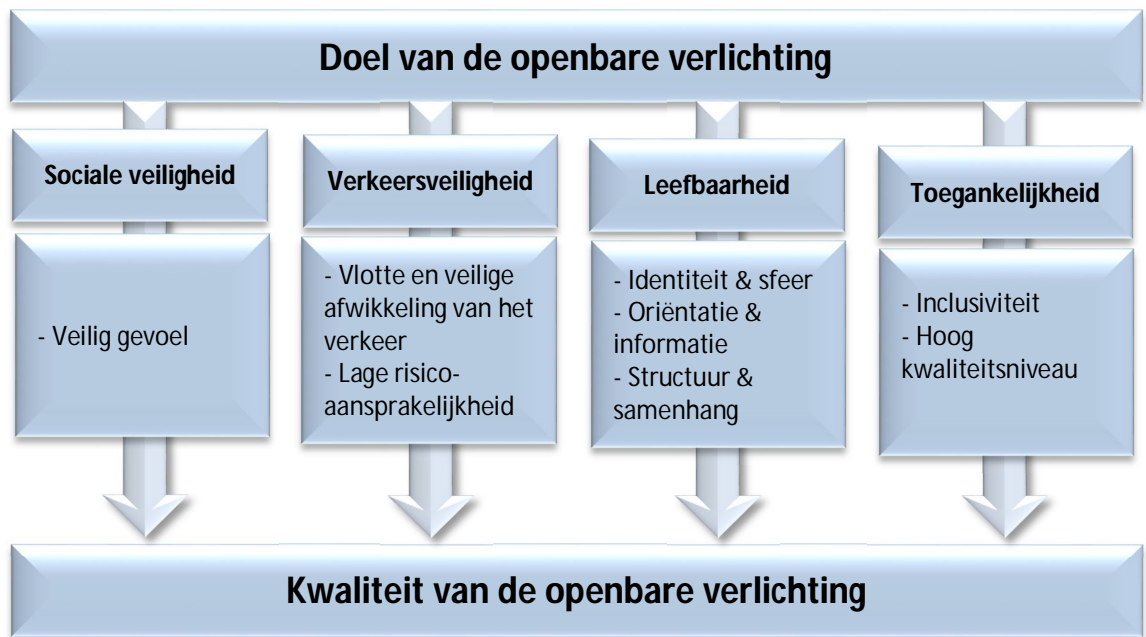 Doel van de openbare verlichting
Sociale veiligheid
- Veilig gevoel
Verkeersveiligheid
- Vlotte en veilige
afwikkeling van het
verkeer
- Lage risico-
aansprakelijkheid
Leefbaarheid
- Identiteit & sfeer
- Oriëntatie &
informatie
- Structuur &
samenhang
Toegankelijkheid
- Inclusiviteit
- Hoog
kwaliteitsniveau
Kwaliteit van de openbare verlichting